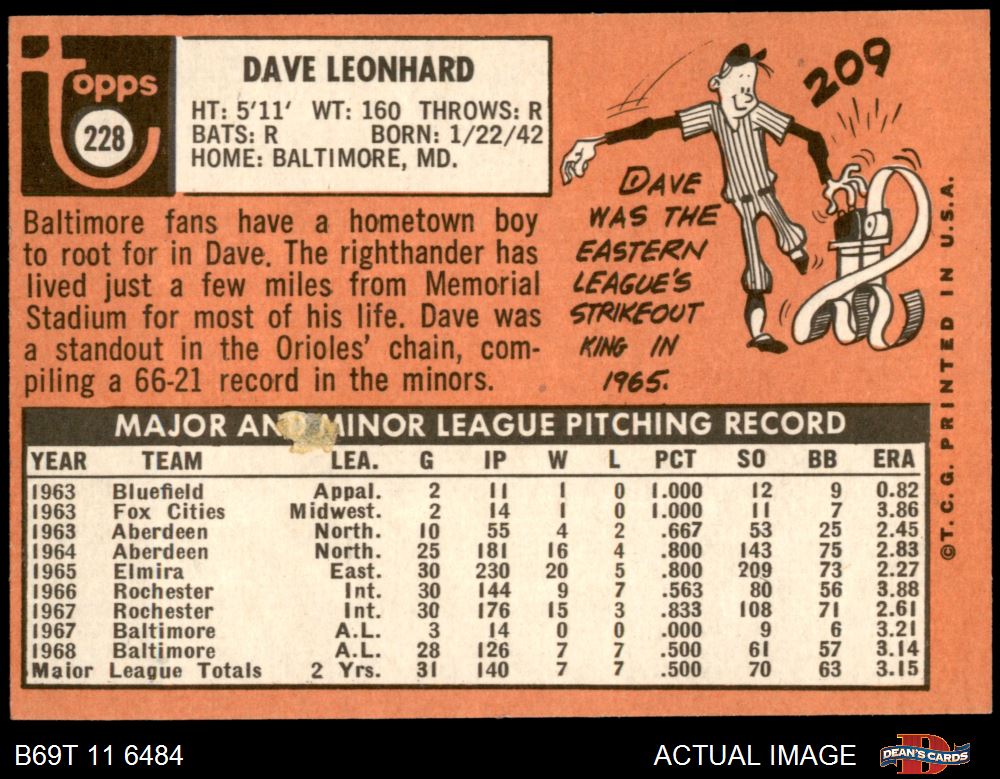 Topps
228
DAVE LEONHARD
HT: 5'11' WT: 160 THROWS: R
BATS: R BORN: 1/22/42
HOME: BALTIMORE, MD.
Baltimore fans have a hometown boy
to root for in Dave. The righthander has
lived just a few miles from Memorial
Stadium for most of his life. Dave was
a standout in the Orioles' chain, com-
piling a 66-21 record in the minors.
209
DAVE
WAS THE
EASTERN
LEAGUE'S
STRIKEOUT
KING IN
1965.
©T.C.G. PRINTED IN U.S.A.
MAJOR AND MINOR LEAGUE PITCHING RECORD
YEAR TEAM LEA. G IP W L PCT SO BB ERA
1963 Bluefield Appal. 2 11 1 0 1.000 12 9 0.82
1963 Fox Cities Midwest. 2 14 1 0 1.000 11 7 3.86
1963 Aberdeen North. 10 55 4 2 .667 53 25 2.45
1964 Aberdeen North. 25 181 16 4 .800 143 75 2.83
1965 Elmira East. 30 230 20 5 .800 209 73 2.27
1966 Rochester Int. 30 144 9 7 .563 80 56 3.88
1967 Rochester Int. 30 176 15 3 .833 108 71 2.61
1967 Baltimore A.L. 3 14 0 0 .000 9 6 3.21
1968 Baltimore A.L. 28 126 7 7 .500 61 57 3.14
Major League Totals 2 Yrs. 31 140 7 7 .500 70 63 3.15
B69T 11 6484
ACTUAL IMAGE
DEAN'S CARDS